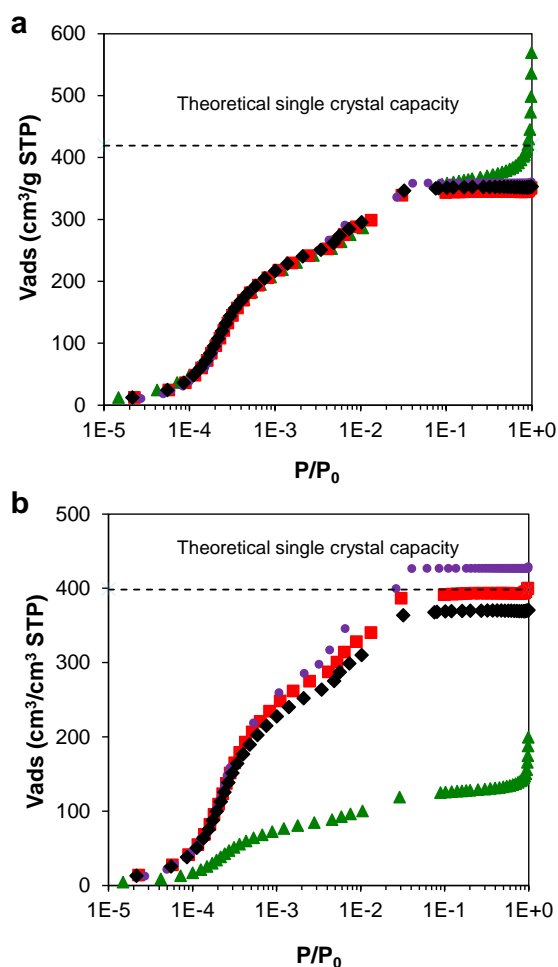 a
600
500
400
300
200
100
0
Vads (cm³/g STP)
Theoretical single crystal capacity
1E-5 1E-4 1E-3 1E-2 1E-1 1E+0
P/P₀
b
500
400
300
200
100
0
Vads (cm³/cm³ STP)
Theoretical single crystal capacity
1E-5 1E-4 1E-3 1E-2 1E-1 1E+0
P/P₀